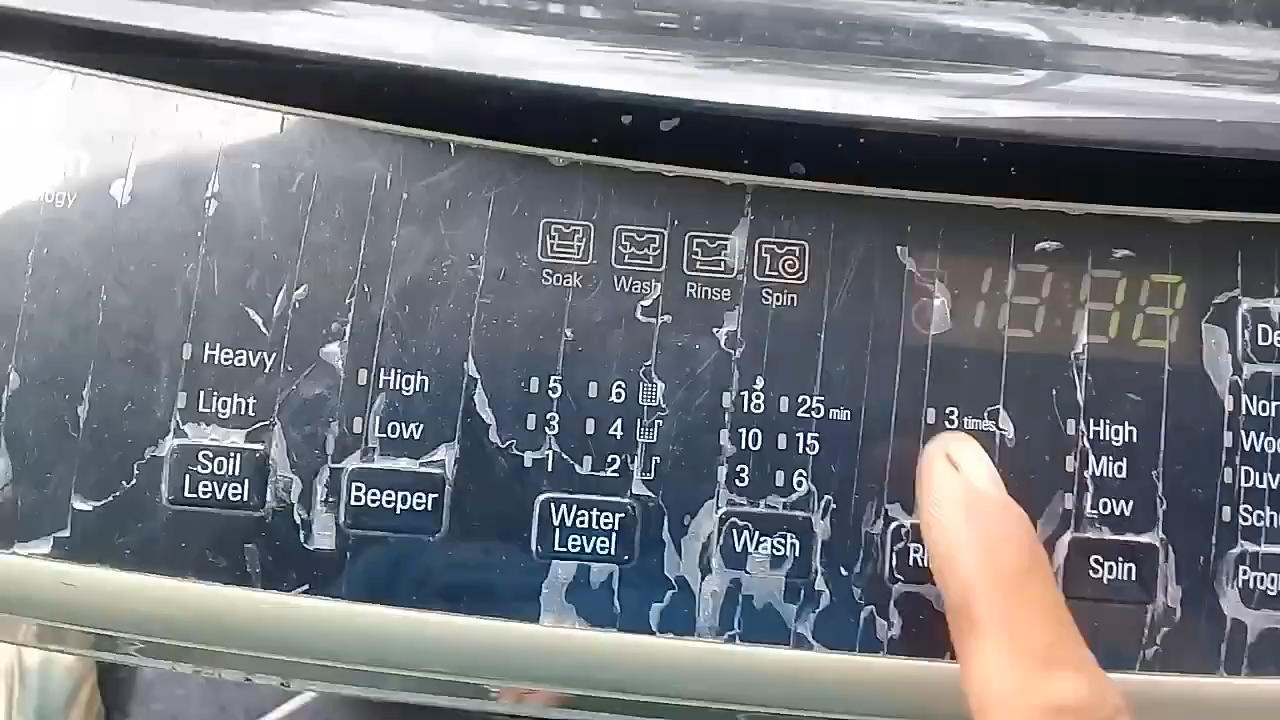 Soak Wash Rinse Spin
Heavy
Light
Soil
Level
High
Low
Beeper
5 6
3 4
1 2
Water
Level
18 25 min
10 15
3 6
Wash
3 times
High
Mid
Low
Spin